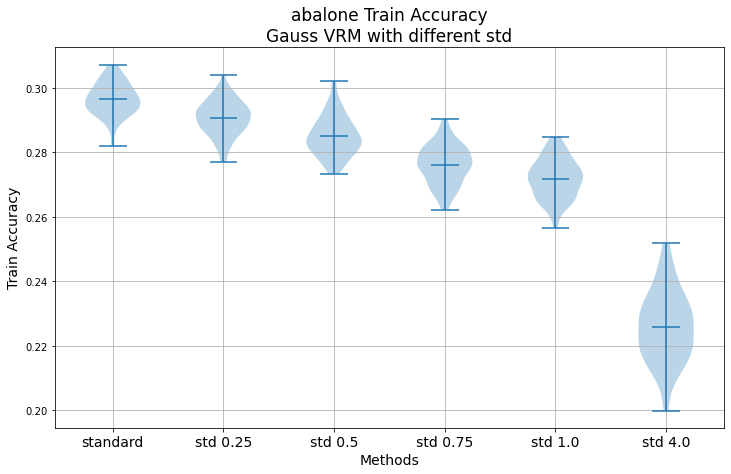 abalone Train Accuracy
Gauss VRM with different std
Train Accuracy
0.30
0.28
0.26
0.24
0.22
0.20
standard
std 0.25
std 0.5
std 0.75
std 1.0
std 4.0
Methods